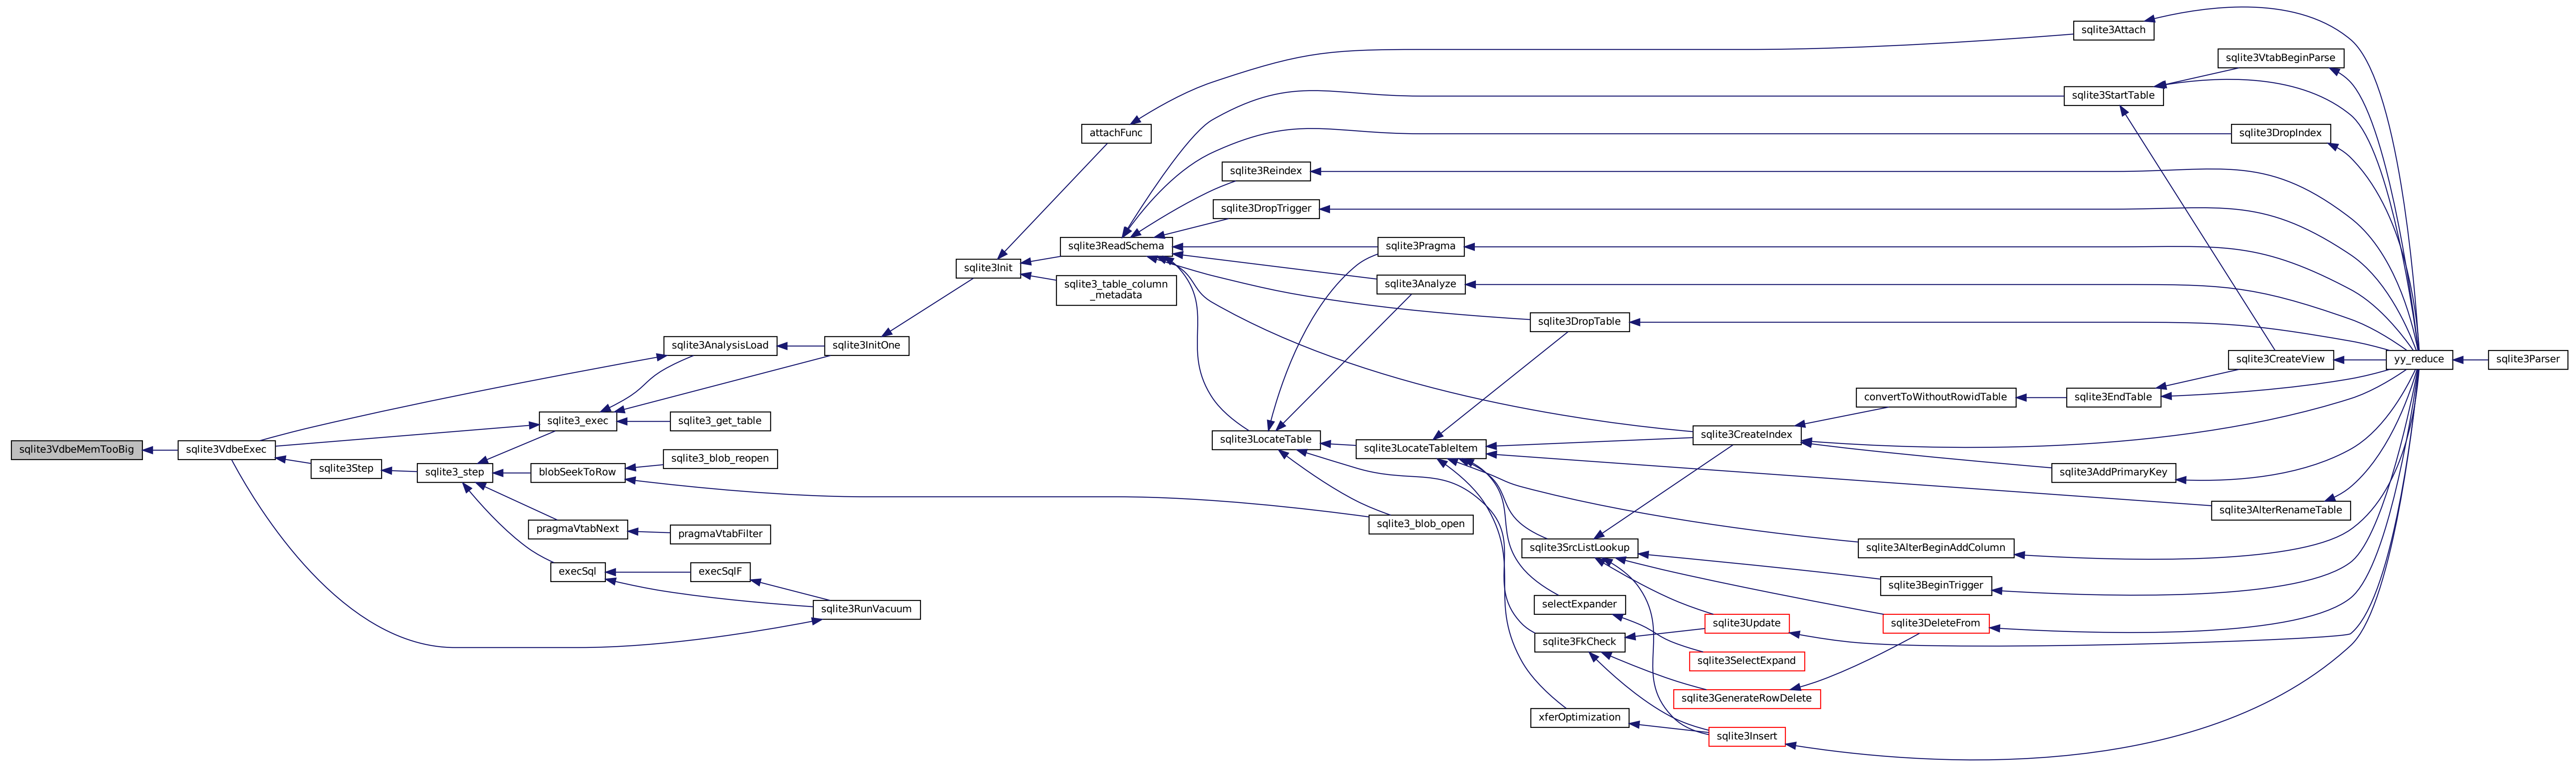 sqlite3VdbeMemTooBig
sqlite3VdbeExec
sqlite3AnalysisLoad
sqlite3_exec
sqlite3Step
sqlite3_step
sqlite3_get_table
blobSeekToRow
sqlite3_blob_reopen
pragmaVtabNext
pragmaVtabFilter
execSql
execSqlF
sqlite3RunVacuum
sqlite3InitOne
sqlite3Init
attachFunc
sqlite3ReadSchema
sqlite3_table_column
_metadata
sqlite3Reindex
sqlite3DropTrigger
sqlite3Pragma
sqlite3Analyze
sqlite3LocateTable
sqlite3LocateTableItem
sqlite3_blob_open
sqlite3DropTable
sqlite3SrcListLookup
selectExpander
sqlite3FkCheck
xferOptimization
sqlite3CreateIndex
sqlite3Update
sqlite3SelectExpand
sqlite3GenerateRowDelete
sqlite3Insert
convertToWithoutRowidTable
sqlite3AlterBeginAddColumn
sqlite3BeginTrigger
sqlite3DeleteFrom
sqlite3Attach
sqlite3StartTable
sqlite3EndTable
sqlite3AddPrimaryKey
sqlite3VtabBeginParse
sqlite3DropIndex
sqlite3CreateView
sqlite3AlterRenameTable
yy_reduce
sqlite3Parser